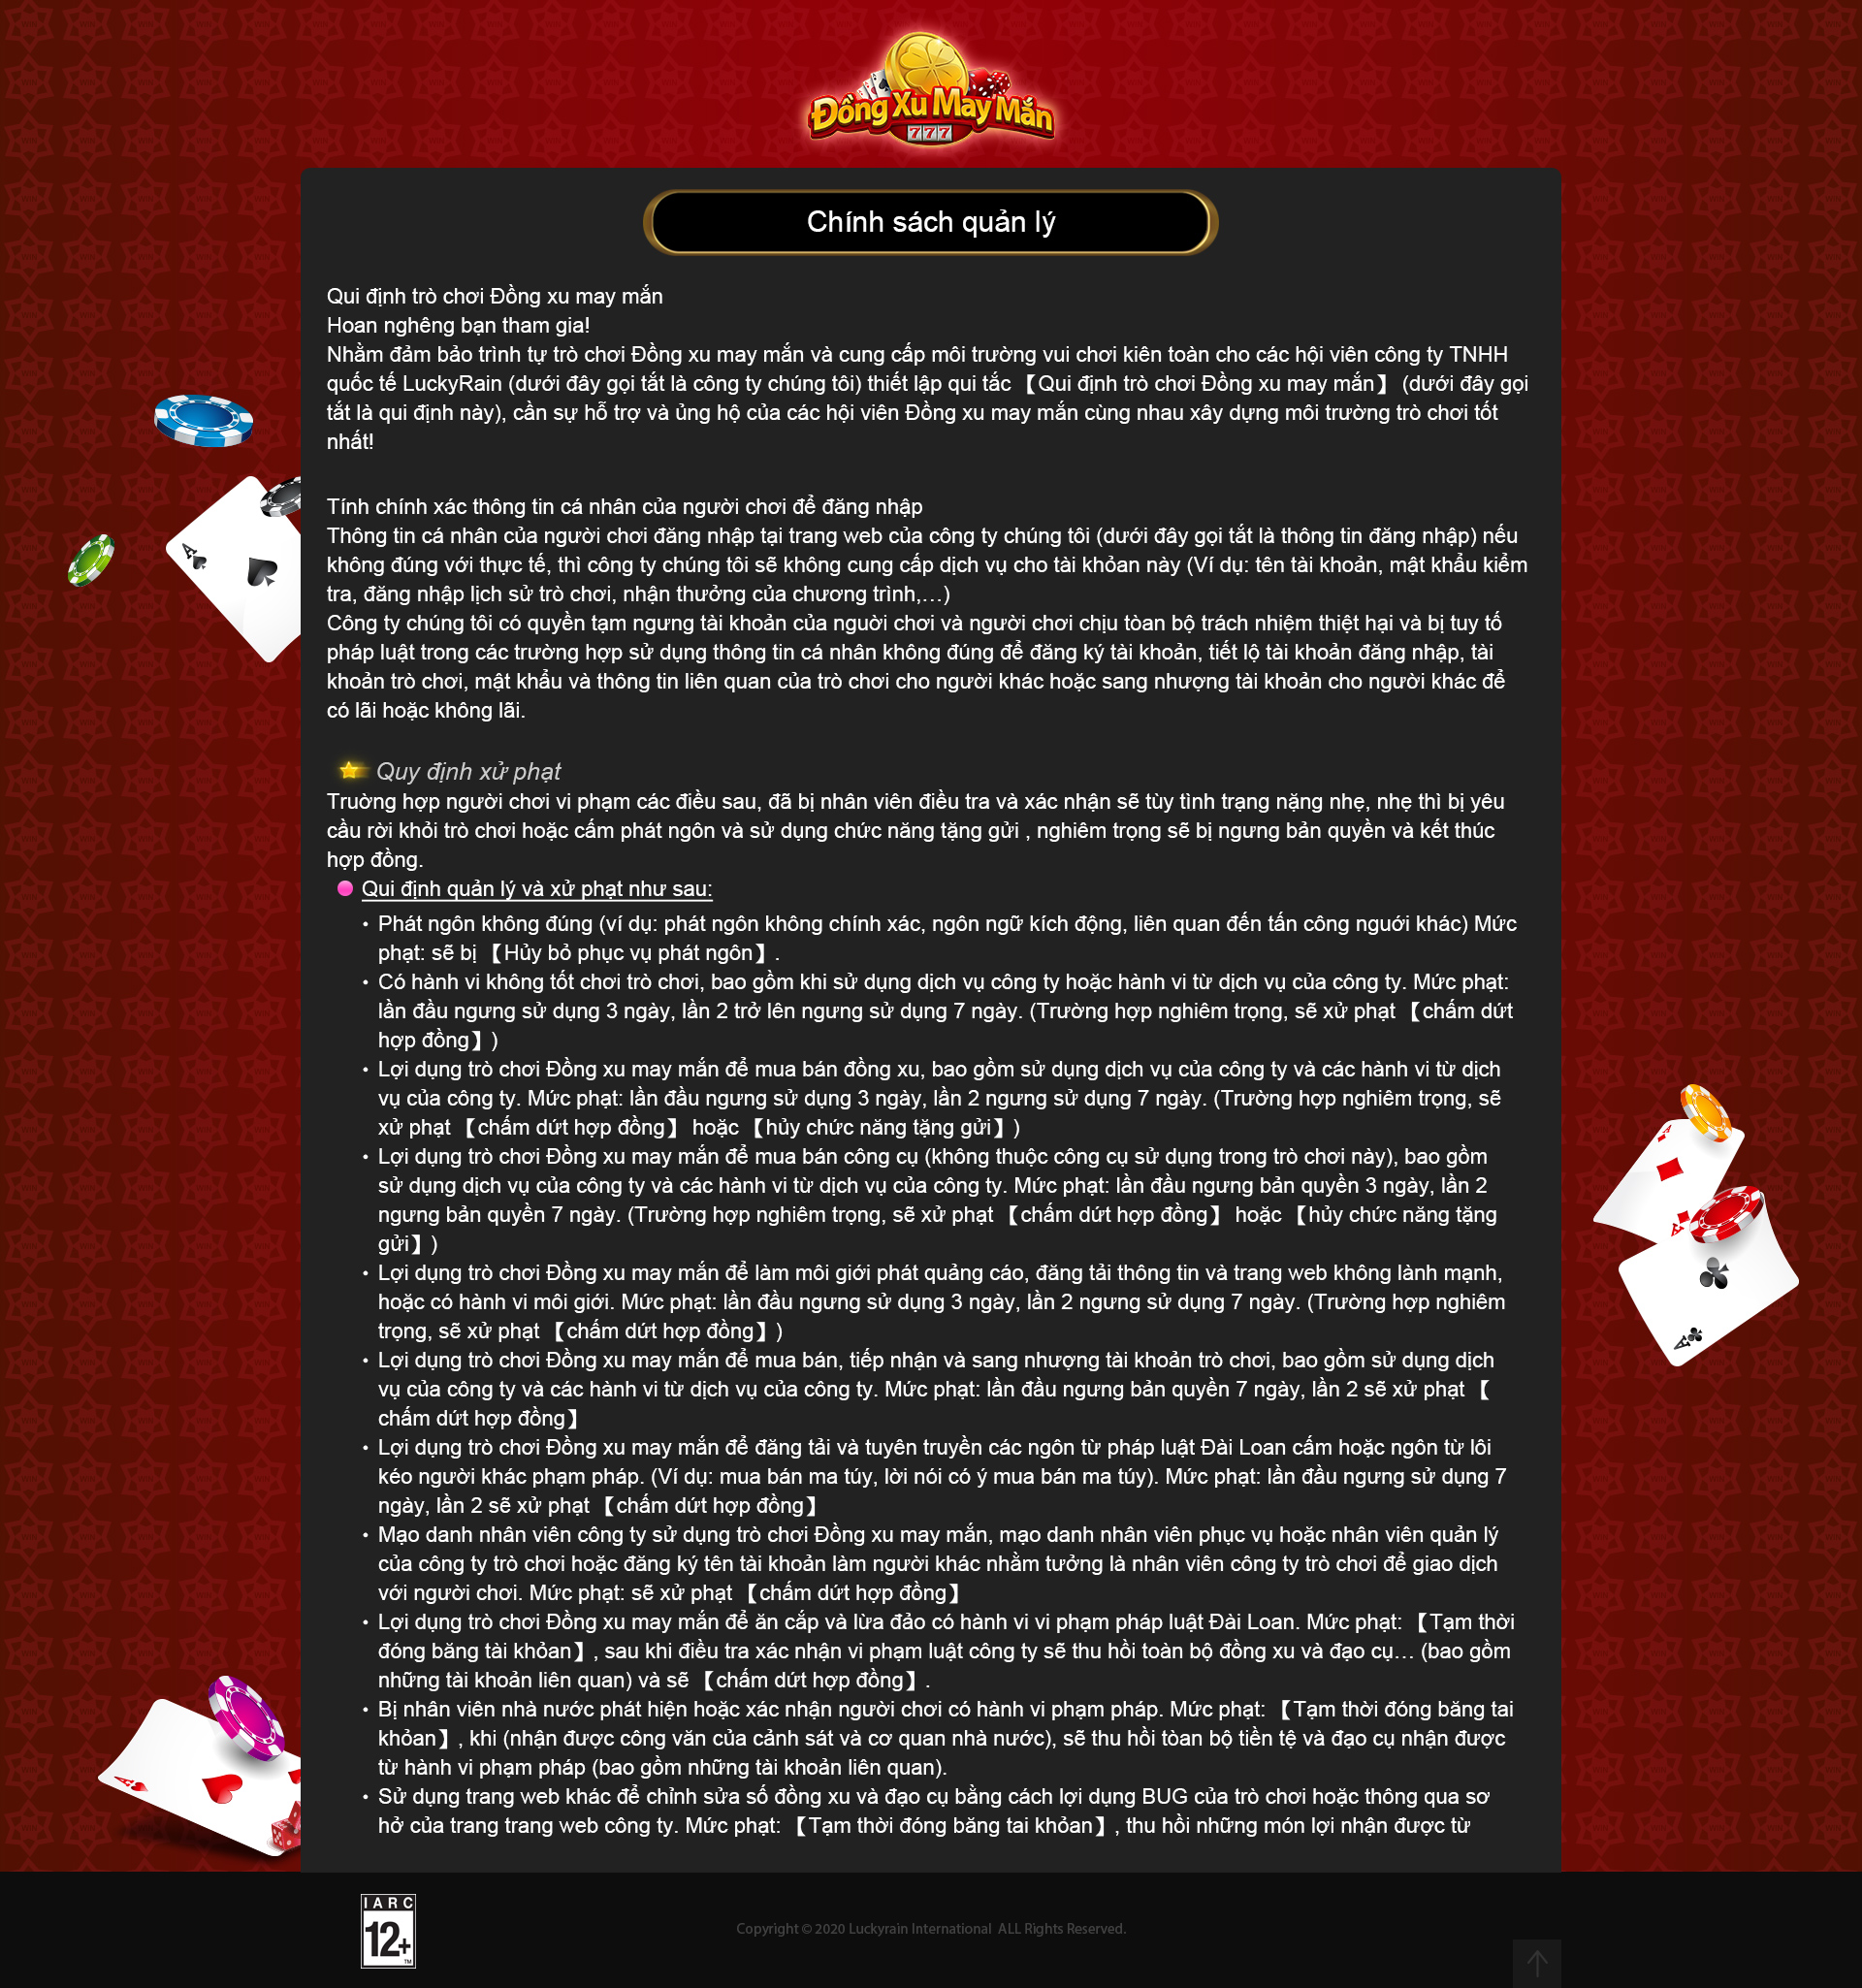 Đồng Xu May Mắn
777
Chính sách quản lý
Qui định trò chơi Đồng xu may mắn
Hoan nghêng bạn tham gia!
Nhằm đảm bảo trình tự trò chơi Đồng xu may mắn và cung cấp môi trường vui chơi kiên toàn cho các hội viên công ty TNHH
quốc tế LuckyRain (dưới đây gọi tắt là công ty chúng tôi) thiết lập qui tắc 【Qui định trò chơi Đồng xu may mắn】 (dưới đây gọi
tắt là qui định này), cần sự hỗ trợ và ủng hộ của các hội viên Đồng xu may mắn cùng nhau xây dựng môi trường trò chơi tốt
nhất!
Tính chính xác thông tin cá nhân của người chơi để đăng nhập
Thông tin cá nhân của người chơi đăng nhập tại trang web của công ty chúng tôi (dưới đây gọi tắt là thông tin đăng nhập) nếu
không đúng với thực tế, thì công ty chúng tôi sẽ không cung cấp dịch vụ cho tài khỏan này (Ví dụ: tên tài khoản, mật khẩu kiểm
tra, đăng nhập lịch sử trò chơi, nhận thưởng của chương trình,…)
Công ty chúng tôi có quyền tạm ngưng tài khoản của nguời chơi và người chơi chịu tòan bộ trách nhiệm thiệt hại và bị tuy tố
pháp luật trong các trường hợp sử dụng thông tin cá nhân không đúng để đăng ký tài khoản, tiết lộ tài khoản đăng nhập, tài
khoản trò chơi, mật khẩu và thông tin liên quan của trò chơi cho người khác hoặc sang nhượng tài khoản cho người khác để
có lãi hoặc không lãi.
Quy định xử phạt
Truờng hợp người chơi vi phạm các điều sau, đã bị nhân viên điều tra và xác nhận sẽ tùy tình trạng nặng nhẹ, nhẹ thì bị yêu
cầu rời khỏi trò chơi hoặc cấm phát ngôn và sử dụng chức năng tặng gửi , nghiêm trọng sẽ bị ngưng bản quyền và kết thúc
hợp đồng.
Qui định quản lý và xử phạt như sau:
• Phát ngôn không đúng (ví dụ: phát ngôn không chính xác, ngôn ngữ kích động, liên quan đến tấn công nguới khác) Mức
phạt: sẽ bị 【Hủy bỏ phục vụ phát ngôn】.
• Có hành vi không tốt chơi trò chơi, bao gồm khi sử dụng dịch vụ công ty hoặc hành vi từ dịch vụ của công ty. Mức phạt:
lần đầu ngưng sử dụng 3 ngày, lần 2 trở lên ngưng sử dụng 7 ngày. (Trường hợp nghiêm trọng, sẽ xử phạt 【chấm dứt
hợp đồng】)
• Lợi dụng trò chơi Đồng xu may mắn để mua bán đồng xu, bao gồm sử dụng dịch vụ của công ty và các hành vi từ dịch
vụ của công ty. Mức phạt: lần đầu ngưng sử dụng 3 ngày, lần 2 ngưng sử dụng 7 ngày. (Trường hợp nghiêm trọng, sẽ
xử phạt 【chấm dứt hợp đồng】 hoặc 【hủy chức năng tặng gửi】)
• Lợi dụng trò chơi Đồng xu may mắn để mua bán công cụ (không thuộc công cụ sử dụng trong trò chơi này), bao gồm
sử dụng dịch vụ của công ty và các hành vi từ dịch vụ của công ty. Mức phạt: lần đầu ngưng bản quyền 3 ngày, lần 2
ngưng bản quyền 7 ngày. (Trường hợp nghiêm trọng, sẽ xử phạt 【chấm dứt hợp đồng】 hoặc 【hủy chức năng tặng
gửi】)
• Lợi dụng trò chơi Đồng xu may mắn để làm môi giới phát quảng cáo, đăng tải thông tin và trang web không lành mạnh,
hoặc có hành vi môi giới. Mức phạt: lần đầu ngưng sử dụng 3 ngày, lần 2 ngưng sử dụng 7 ngày. (Trường hợp nghiêm
trọng, sẽ xử phạt 【chấm dứt hợp đồng】)
• Lợi dụng trò chơi Đồng xu may mắn để mua bán, tiếp nhận và sang nhượng tài khoản trò chơi, bao gồm sử dụng dịch
vụ của công ty và các hành vi từ dịch vụ của công ty. Mức phạt: lần đầu ngưng bản quyền 7 ngày, lần 2 sẽ xử phạt 【
chấm dứt hợp đồng】
• Lợi dụng trò chơi Đồng xu may mắn để đăng tải và tuyên truyền các ngôn từ pháp luật Đài Loan cấm hoặc ngôn từ lôi
kéo người khác phạm pháp. (Ví dụ: mua bán ma túy, lời nói có ý mua bán ma túy). Mức phạt: lần đầu ngưng sử dụng 7
ngày, lần 2 sẽ xử phạt 【chấm dứt hợp đồng】
• Mạo danh nhân viên công ty sử dụng trò chơi Đồng xu may mắn, mạo danh nhân viên phục vụ hoặc nhân viên quản lý
của công ty trò chơi hoặc đăng ký tên tài khoản làm người khác nhằm tưởng là nhân viên công ty trò chơi để giao dịch
với người chơi. Mức phạt: sẽ xử phạt 【chấm dứt hợp đồng】
• Lợi dụng trò chơi Đồng xu may mắn để ăn cắp và lừa đảo có hành vi vi phạm pháp luật Đài Loan. Mức phạt: 【Tạm thời
đóng băng tài khỏan】, sau khi điều tra xác nhận vi phạm luật công ty sẽ thu hồi toàn bộ đồng xu và đạo cụ… (bao gồm
những tài khoản liên quan) và sẽ 【chấm dứt hợp đồng】.
• Bị nhân viên nhà nước phát hiện hoặc xác nhận người chơi có hành vi phạm pháp. Mức phạt: 【Tạm thời đóng băng tai
khỏan】, khi (nhận được công văn của cảnh sát và cơ quan nhà nước), sẽ thu hồi tòan bộ tiền tệ và đạo cụ nhận được
từ hành vi phạm pháp (bao gồm những tài khoản liên quan).
• Sử dụng trang web khác để chỉnh sửa số đồng xu và đạo cụ bằng cách lợi dụng BUG của trò chơi hoặc thông qua sơ
hở của trang trang web công ty. Mức phạt: 【Tạm thời đóng băng tai khỏan】, thu hồi những món lợi nhận được từ
IARC
12+
TM
Copyright © 2020 Luckyrain International ALL Rights Reserved.